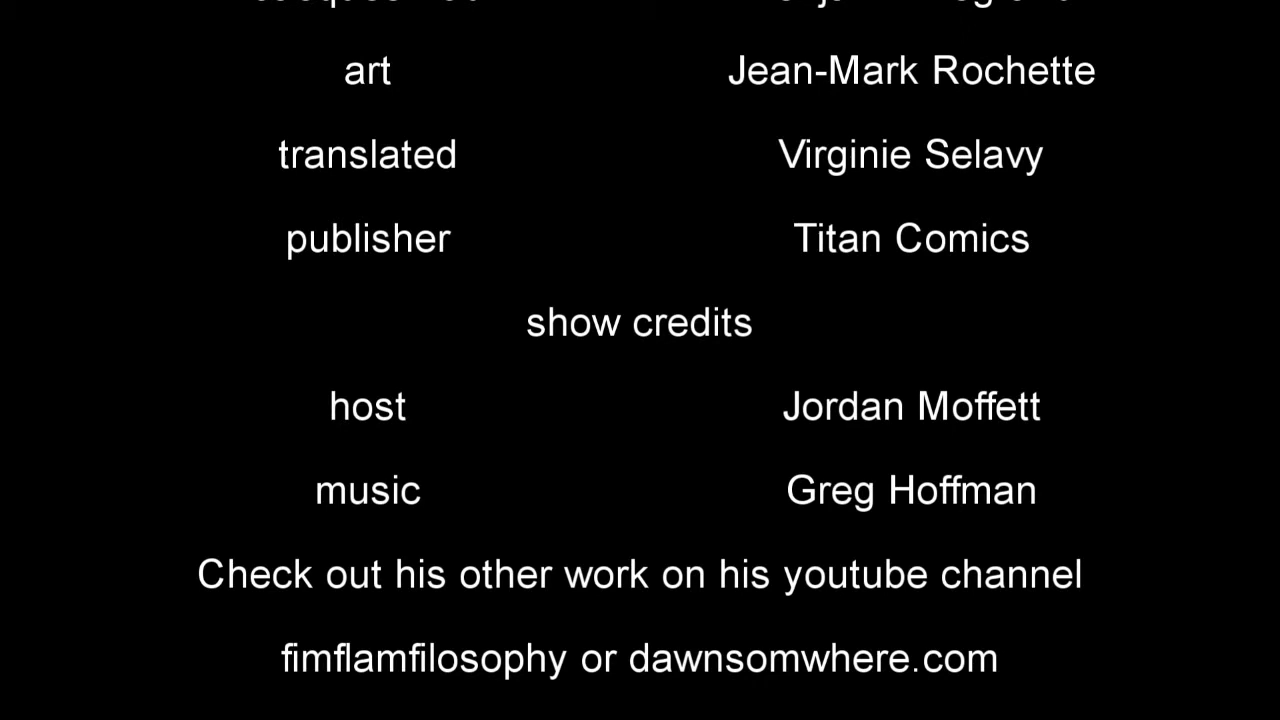 art Jean-Mark Rochette
translated Virginie Selavy
publisher Titan Comics
show credits
host Jordan Moffett
music Greg Hoffman
Check out his other work on his youtube channel
fimflamfilosophy or dawnsomwhere.com